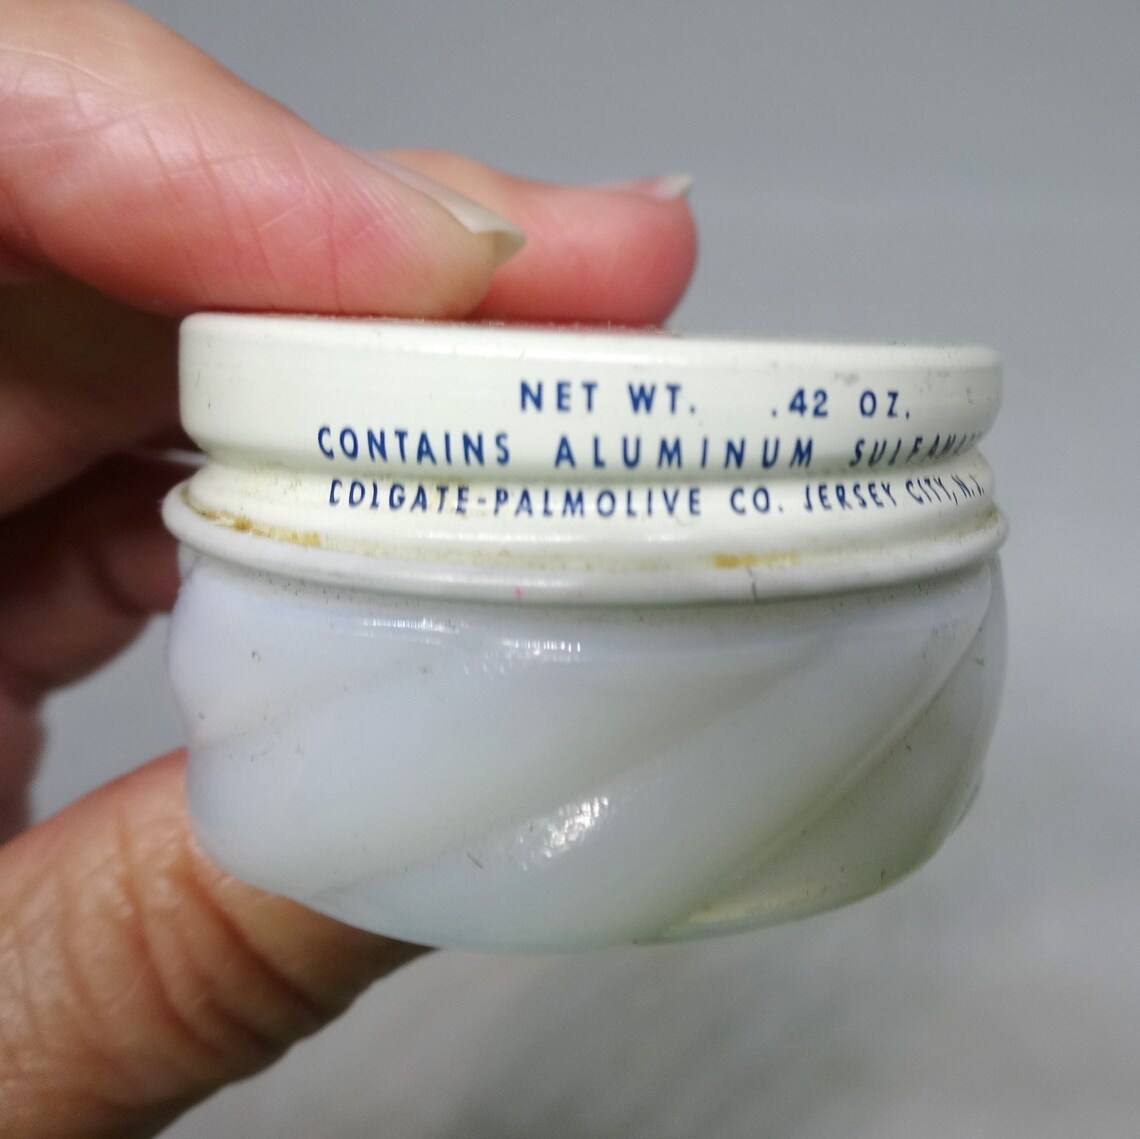 NET WT. .42 OZ.
CONTAINS ALUMINUM
COLGATE-PALMOLIVE CO. JERSEY CITY, N.J.